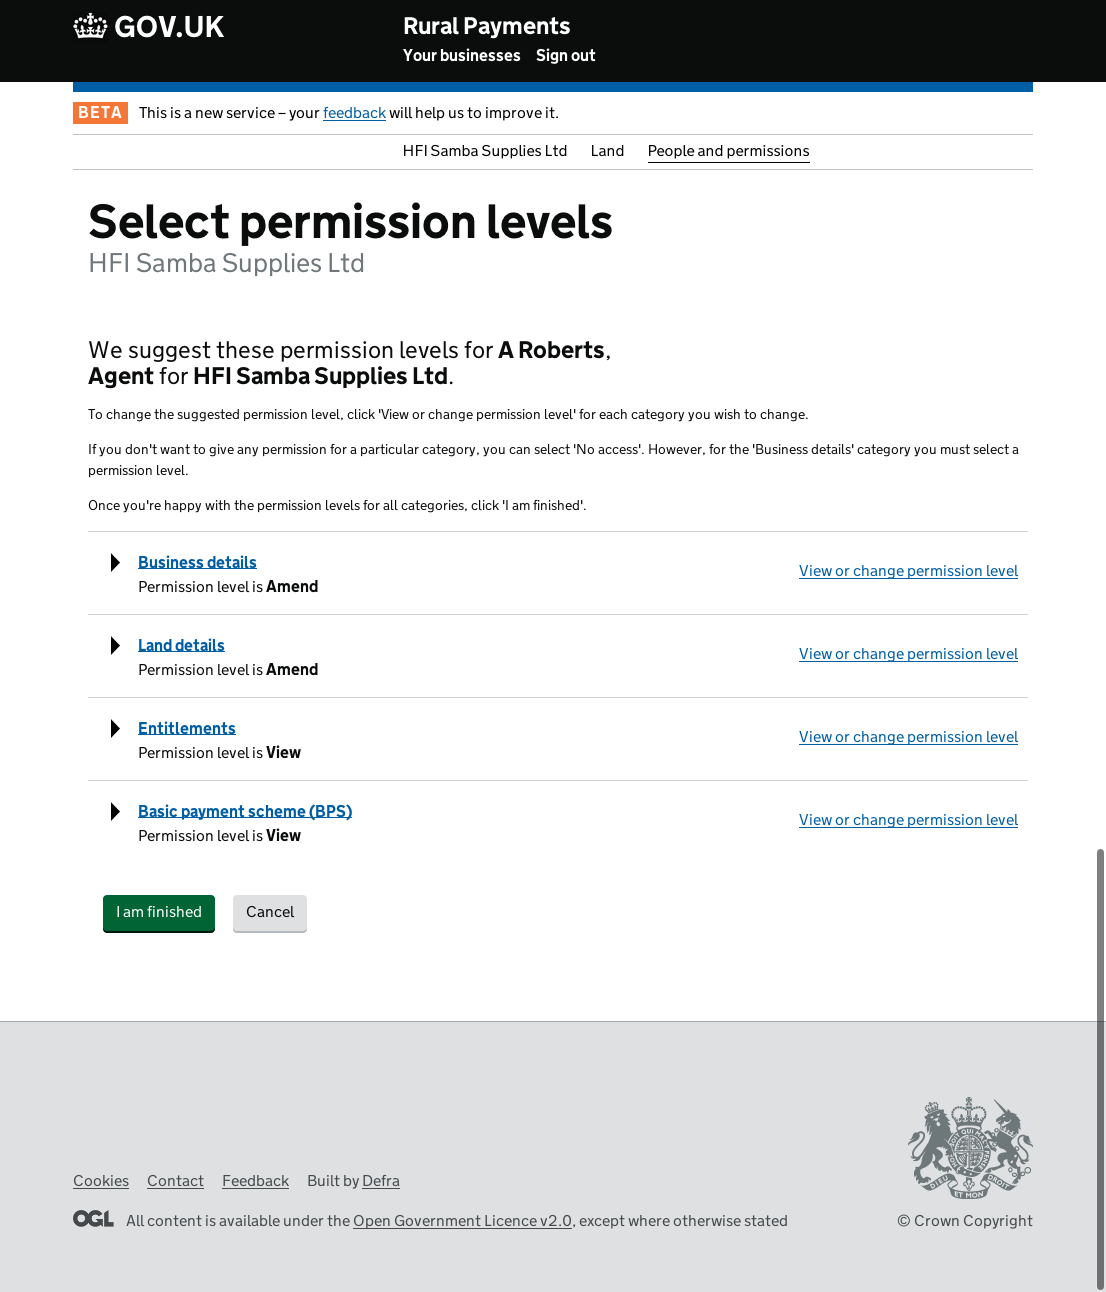 GOV.UK
Rural Payments
Your businesses Sign out
BETA This is a new service – your feedback will help us to improve it.
HFI Samba Supplies Ltd Land People and permissions
Select permission levels
HFI Samba Supplies Ltd
We suggest these permission levels for A Roberts,
Agent for HFI Samba Supplies Ltd.
To change the suggested permission level, click 'View or change permission level' for each category you wish to change.
If you don't want to give any permission for a particular category, you can select 'No access'. However, for the 'Business details' category you must select a
permission level.
Once you're happy with the permission levels for all categories, click 'I am finished'.
Business details
Permission level is Amend
View or change permission level
Land details
Permission level is Amend
View or change permission level
Entitlements
Permission level is View
View or change permission level
Basic payment scheme (BPS)
Permission level is View
View or change permission level
I am finished Cancel
DIEU ET MON DROIT
Cookies Contact Feedback Built by Defra
OGL All content is available under the Open Government Licence v2.0, except where otherwise stated
© Crown Copyright